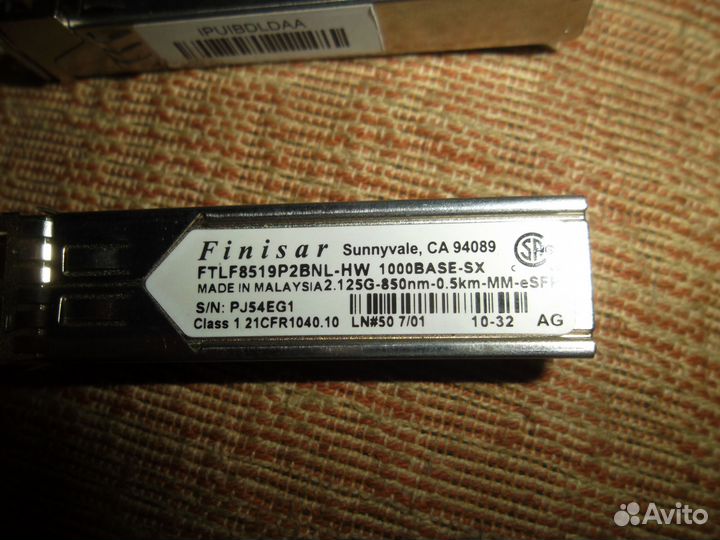 IPUIBDLDAA
Finisar Sunnyvale, CA 94089
FTLF8519P2BNL-HW 1000BASE-SX
MADE IN MALAYSIA 2.125G-850nm-0.5km-MM-eSFP
S/N: PJ54EG1
Class 1 21CFR1040.10 LN#50 7/01 10-32 AG
Avito